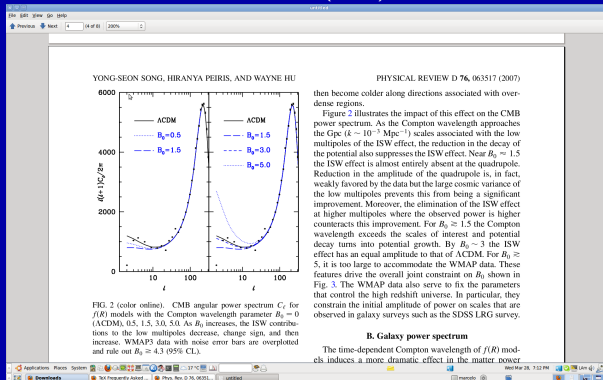 untitled
File Edit View Go Help
Previous Next 4 (4 of 8) 200%
YONG-SEON SONG, HIRANYA PEIRIS, AND WAYNE HU
PHYSICAL REVIEW D 76, 063517 (2007)
6000
4000
2000
0
ℓ(ℓ+1)Cℓ/2π
ΛCDM
B₀=0.5
B₀=1.5
ΛCDM
B₀=1.5
B₀=3.0
B₀=5.0
10 100 10 100
ℓ ℓ
FIG. 2 (color online). CMB angular power spectrum Cℓ for
f(R) models with the Compton wavelength parameter B₀ = 0
(ΛCDM), 0.5, 1.5, 3.0, 5.0. As B₀ increases, the ISW contribu-
tions to the low multipoles decrease, change sign, and then
increase. WMAP3 data with noise error bars are overplotted
and rule out B₀ ≳ 4.3 (95% CL).
then become colder along directions associated with over-
dense regions.
Figure 2 illustrates the impact of this effect on the CMB
power spectrum. As the Compton wavelength approaches
the Gpc (k ~ 10⁻³ Mpc⁻¹) scales associated with the low
multipoles of the ISW effect, the reduction in the decay of
the potential also suppresses the ISW effect. Near B₀ ≈ 1.5
the ISW effect is almost entirely absent at the quadrupole.
Reduction in the amplitude of the quadrupole is, in fact,
weakly favored by the data but the large cosmic variance of
the low multipoles prevents this from being a significant
improvement. Moreover, the elimination of the ISW effect
at higher multipoles where the observed power is higher
counteracts this improvement. For B₀ ≳ 1.5 the Compton
wavelength exceeds the scales of interest and potential
decay turns into potential growth. By B₀ ~ 3 the ISW
effect has an equal amplitude to that of ΛCDM. For B₀ ≳
5, it is too large to accommodate the WMAP data. These
features drive the overall joint constraint on B₀ shown in
Fig. 3. The WMAP data also serve to fix the parameters
that control the high redshift universe. In particular, they
constrain the initial amplitude of power on scales that are
observed in galaxy surveys such as the SDSS LRG survey.
B. Galaxy power spectrum
The time-dependent Compton wavelength of f(R) mod-
els induces a more dramatic effect in the matter power
Applications Places System 17 °C Wed Mar 28, 7:12 PM
Downloads Frequently Asked ... Phys. Rev. D 76, 06351... untitled marcelo